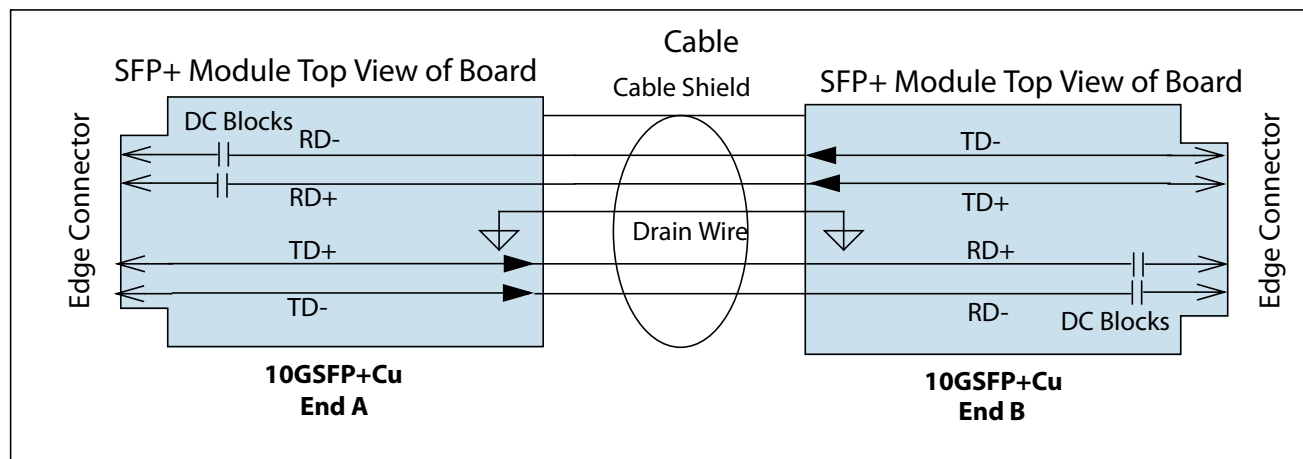 Cable
SFP+ Module Top View of Board
Cable Shield
SFP+ Module Top View of Board
Edge Connector
DC Blocks
RD-
RD+
TD+
TD-
Drain Wire
TD-
TD+
RD+
RD-
DC Blocks
Edge Connector
10GSFP+Cu
End A
10GSFP+Cu
End B